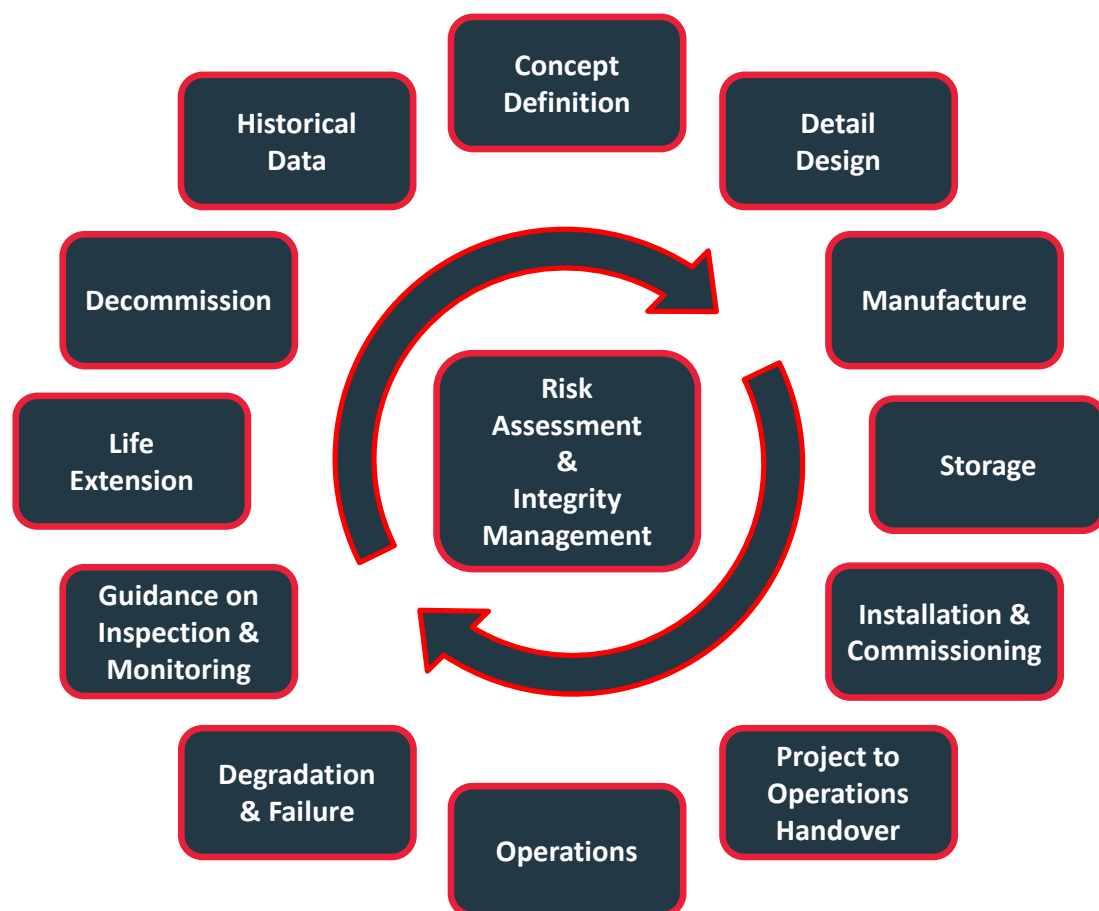 Concept
Definition
Detail
Design
Manufacture
Storage
Installation &
Commissioning
Project to
Operations
Handover
Operations
Degradation
& Failure
Guidance on
Inspection &
Monitoring
Life
Extension
Decommission
Historical
Data
Risk
Assessment
&
Integrity
Management